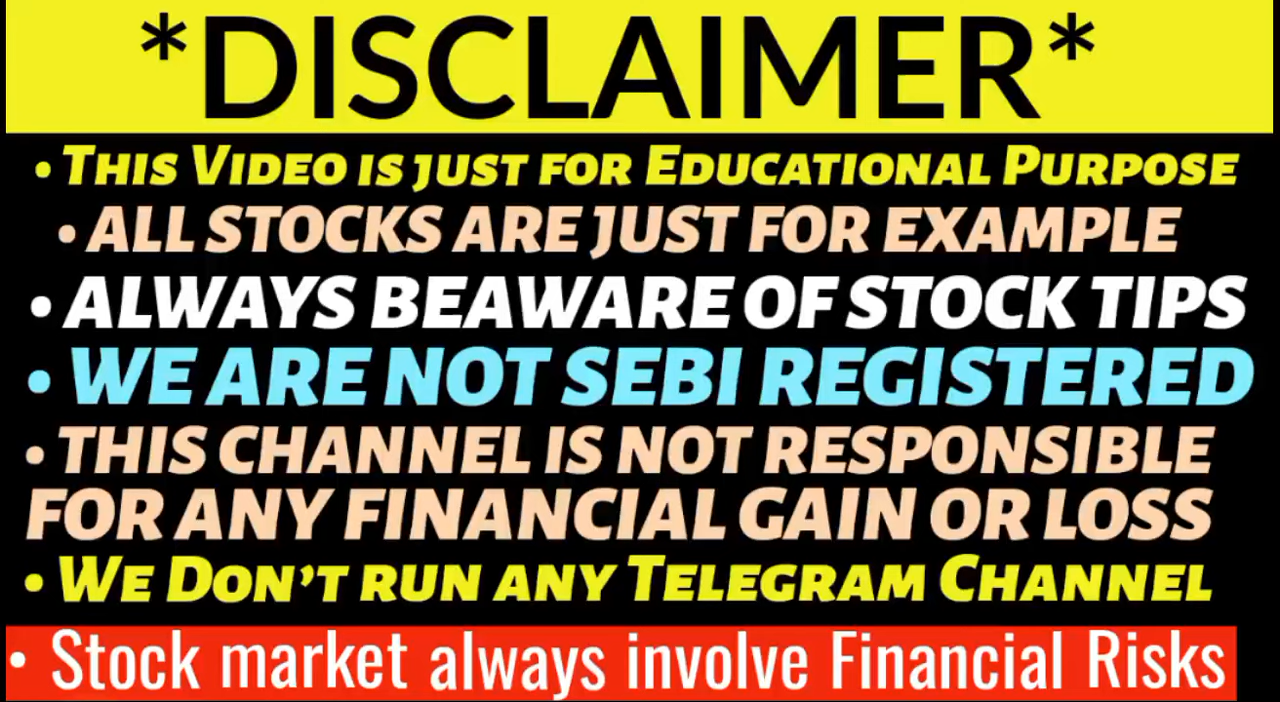 *DISCLAIMER*
• THIS VIDEO IS JUST FOR EDUCATIONAL PURPOSE
• ALL STOCKS ARE JUST FOR EXAMPLE
• ALWAYS BEAWARE OF STOCK TIPS
• WE ARE NOT SEBI REGISTERED
• THIS CHANNEL IS NOT RESPONSIBLE
FOR ANY FINANCIAL GAIN OR LOSS
• WE DON'T RUN ANY TELEGRAM CHANNEL
• Stock market always involve Financial Risks